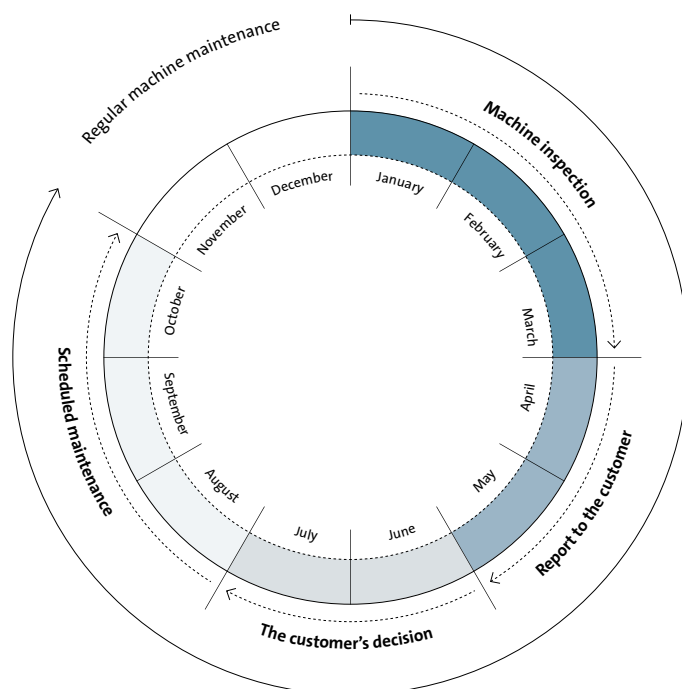 Regular machine maintenance
Machine inspection
January
February
March
April
May
June
July
August
September
October
November
December
Report to the customer
The customer’s decision
Scheduled maintenance